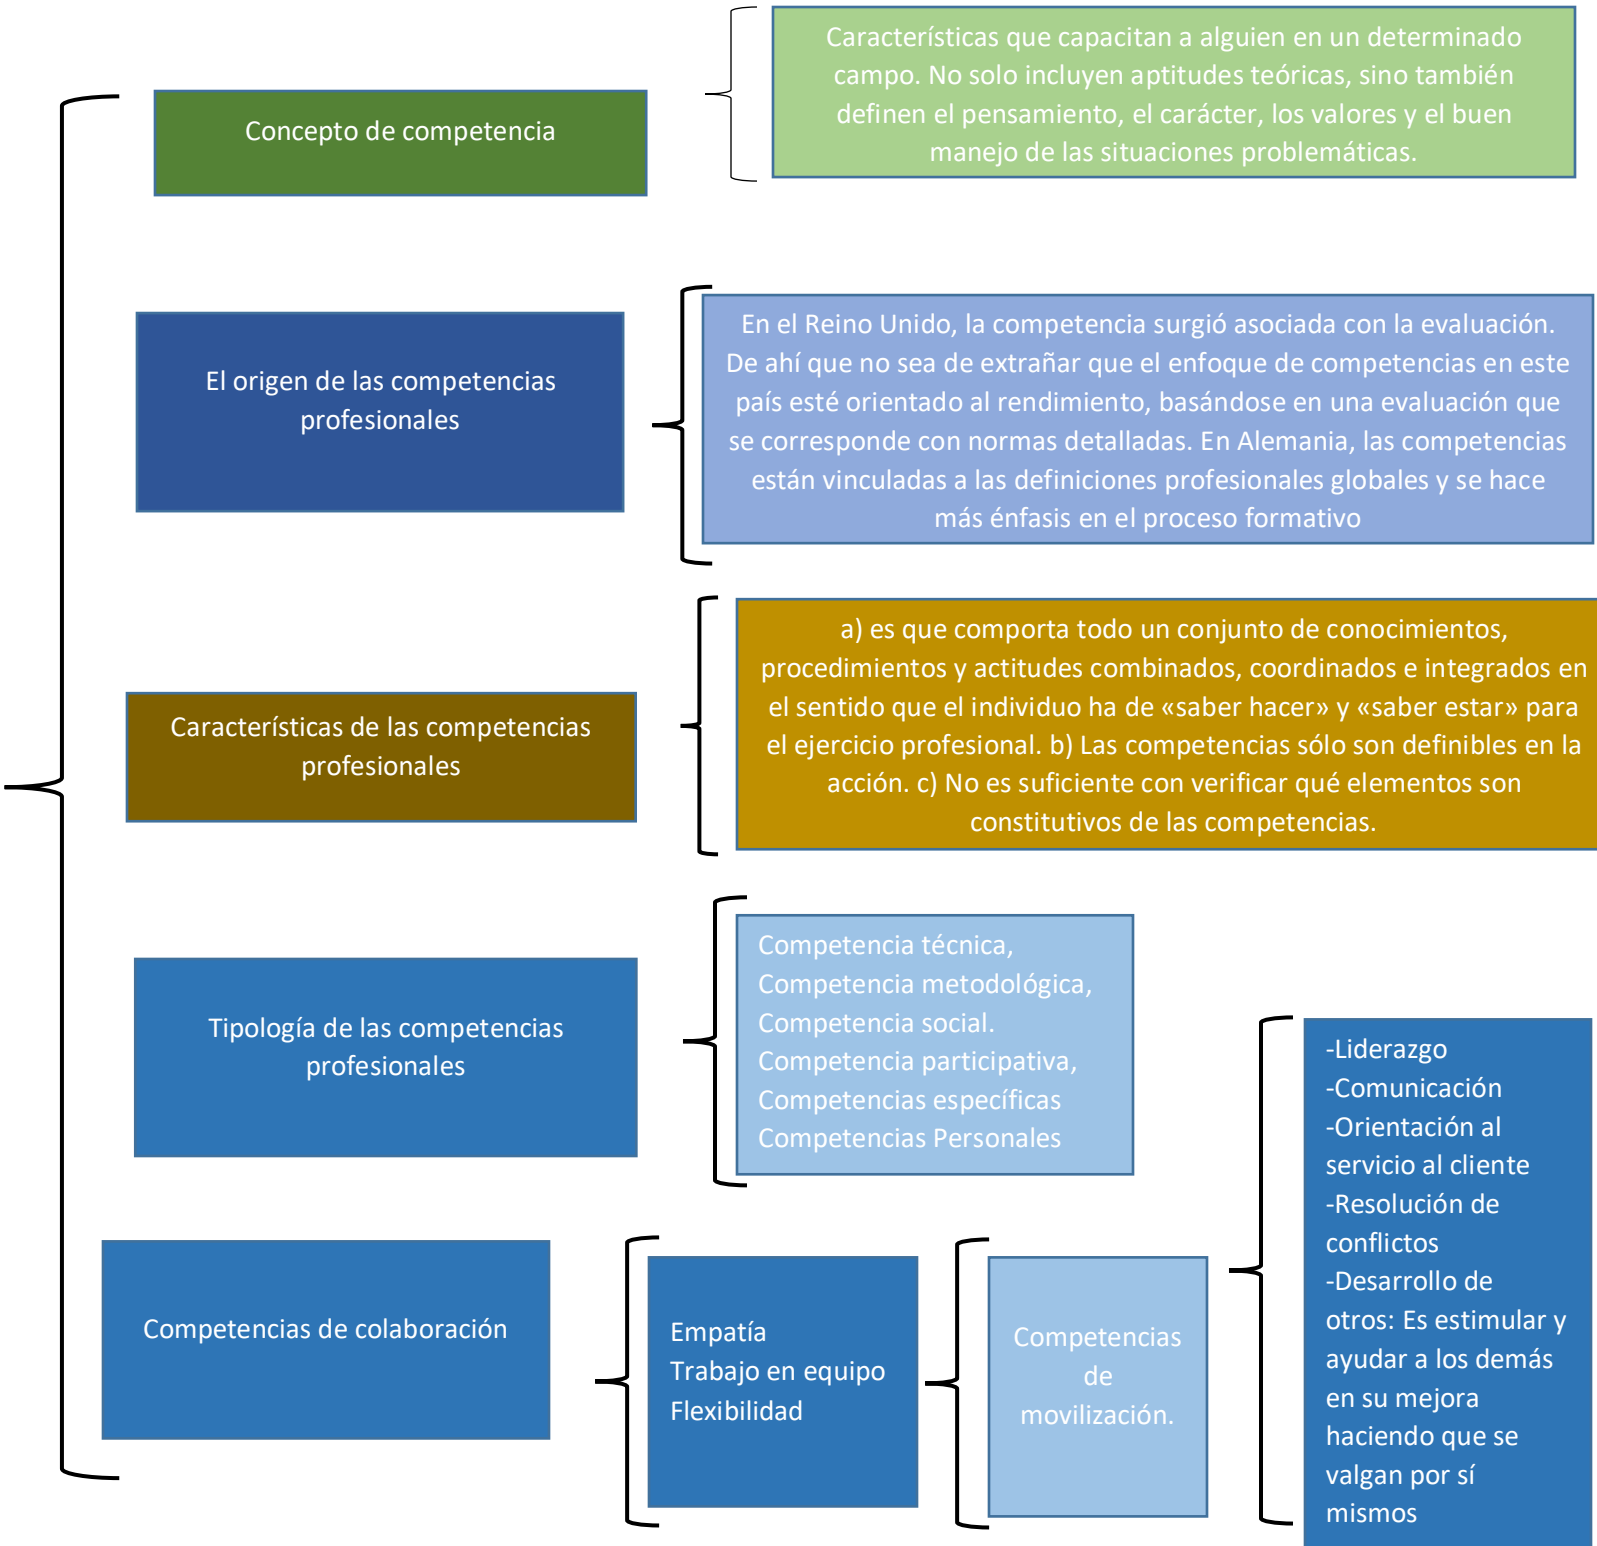 Concepto de competencia
Características que capacitan a alguien en un determinado
campo. No solo incluyen aptitudes teóricas, sino también
definen el pensamiento, el carácter, los valores y el buen
manejo de las situaciones problemáticas.
El origen de las competencias
profesionales
En el Reino Unido, la competencia surgió asociada con la evaluación.
De ahí que no sea de extrañar que el enfoque de competencias en este
país esté orientado al rendimiento, basándose en una evaluación que
se corresponde con normas detalladas. En Alemania, las competencias
están vinculadas a las definiciones profesionales globales y se hace
más énfasis en el proceso formativo
Características de las competencias
profesionales
a) es que comporta todo un conjunto de conocimientos,
procedimientos y actitudes combinados, coordinados e integrados en
el sentido que el individuo ha de «saber hacer» y «saber estar» para
el ejercicio profesional. b) Las competencias sólo son definibles en la
acción. c) No es suficiente con verificar qué elementos son
constitutivos de las competencias.
Tipología de las competencias
profesionales
Competencia técnica,
Competencia metodológica,
Competencia social.
Competencia participativa,
Competencias específicas
Competencias Personales
Competencias de colaboración
Empatía
Trabajo en equipo
Flexibilidad
Competencias
de
movilización.
-Liderazgo
-Comunicación
-Orientación al
servicio al cliente
-Resolución de
conflictos
-Desarrollo de
otros: Es estimular y
ayudar a los demás
en su mejora
haciendo que se
valgan por sí
mismos